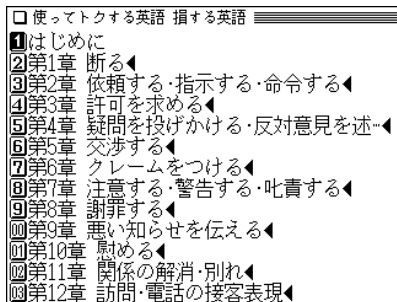 □ 使ってトクする英語 損する英語
1はじめに
2第1章 断る◀
3第2章 依頼する･指示する･命令する◀
4第3章 許可を求める◀
5第4章 疑問を投げかける･反対意見を述…◀
6第5章 交渉する◀
7第6章 クレームをつける◀
8第7章 注意する･警告する･叱責する◀
9第8章 謝罪する◀
00第9章 悪い知らせを伝える◀
01第10章 慰める◀
02第11章 関係の解消･別れ◀
03第12章 訪問･電話の接客表現◀